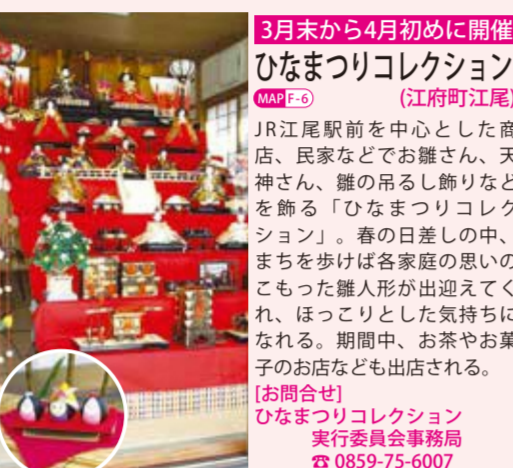 3月末から4月初めに開催
ひなまつりコレクション
MAP F-6 (江府町江尾)
JR江尾駅前を中心とした商
店、民家などでお雛さん、天
神さん、雛の吊るし飾りなど
を飾る「ひなまつりコレク
ション」。春の日差しの中、
まちを歩けば各家庭の思いの
こもった雛人形が出迎えてく
れ、ほっこりとした気持ちに
なれる。期間中、お茶やお菓
子のお店なども出店される。
[お問合せ]
ひなまつりコレクション
実行委員会事務局
☎ 0859-75-6007